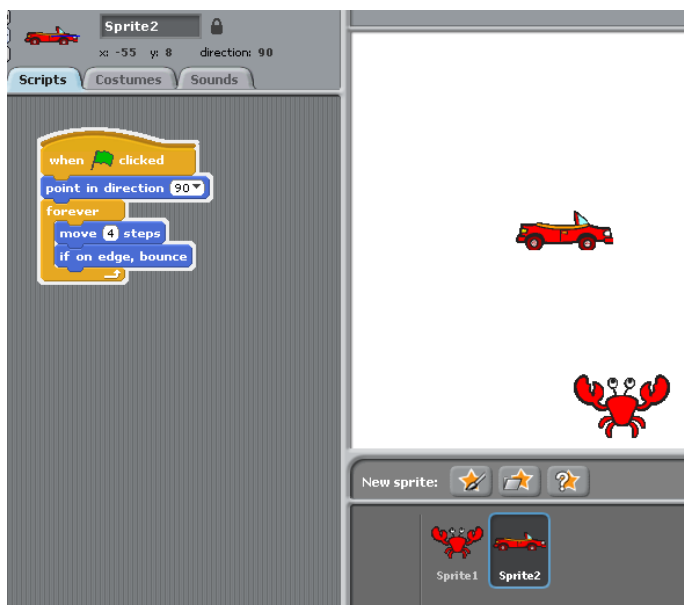 Sprite2
x: -55 y: 8 direction: 90
Scripts Costumes Sounds
when clicked
point in direction 90
forever
move 4 steps
if on edge, bounce
New sprite:
Sprite1 Sprite2